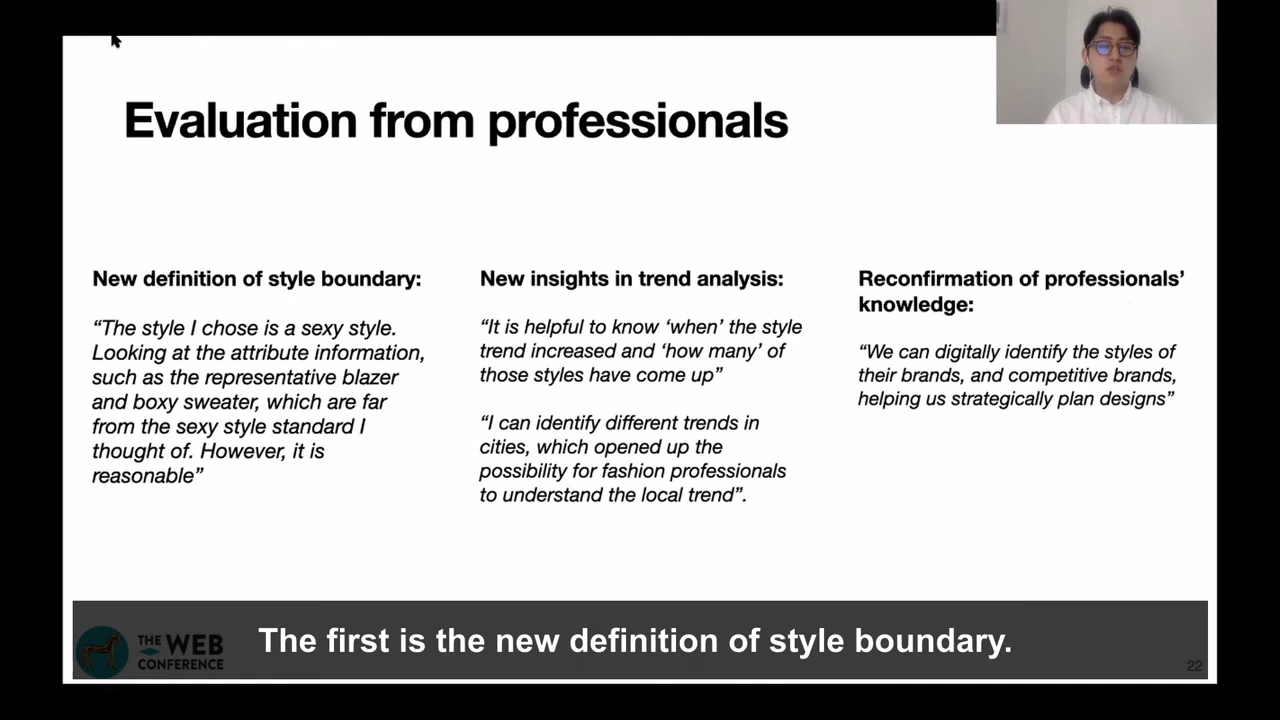 Evaluation from professionals
New definition of style boundary:
“The style I chose is a sexy style.
Looking at the attribute information,
such as the representative blazer
and boxy sweater, which are far
from the sexy style standard I
thought of. However, it is
reasonable”
New insights in trend analysis:
“It is helpful to know ‘when’ the style
trend increased and ‘how many’ of
those styles have come up”
“I can identify different trends in
cities, which opened up the
possibility for fashion professionals
to understand the local trend”.
Reconfirmation of professionals’
knowledge:
“We can digitally identify the styles of
their brands, and competitive brands,
helping us strategically plan designs”
THE WEB
CONFERENCE
The first is the new definition of style boundary.
22